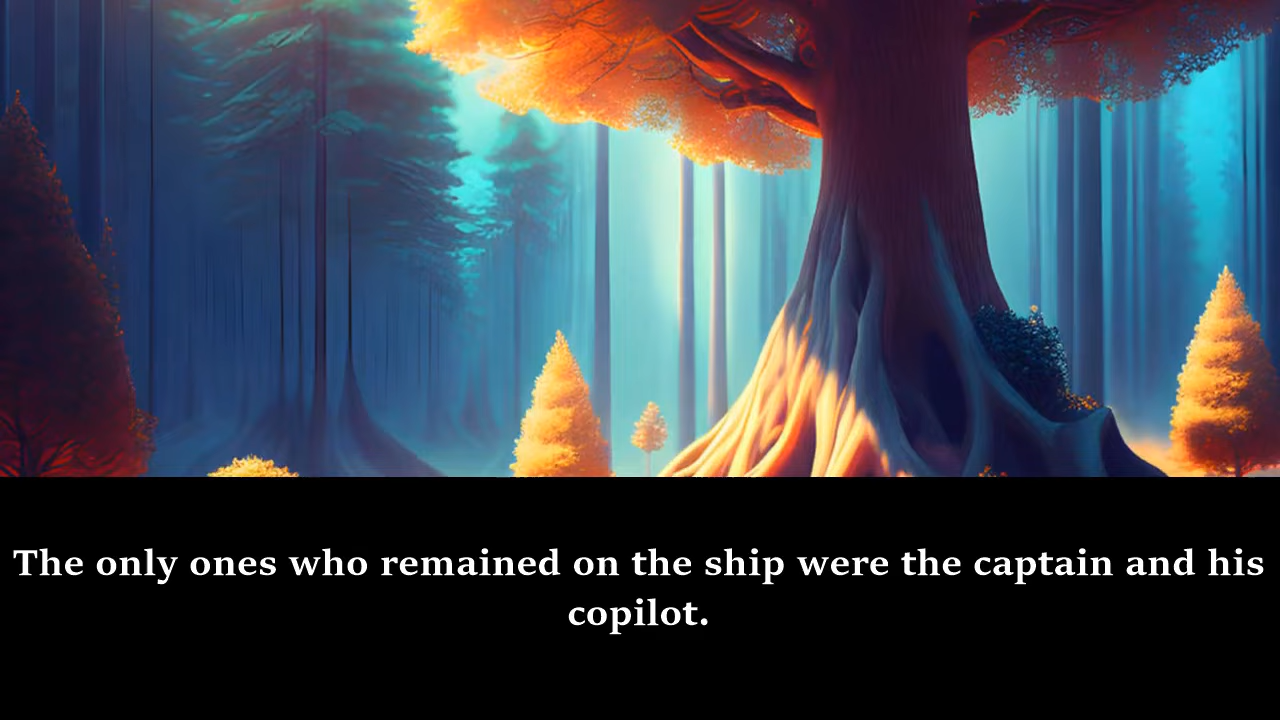 The only ones who remained on the ship were the captain and his
copilot.